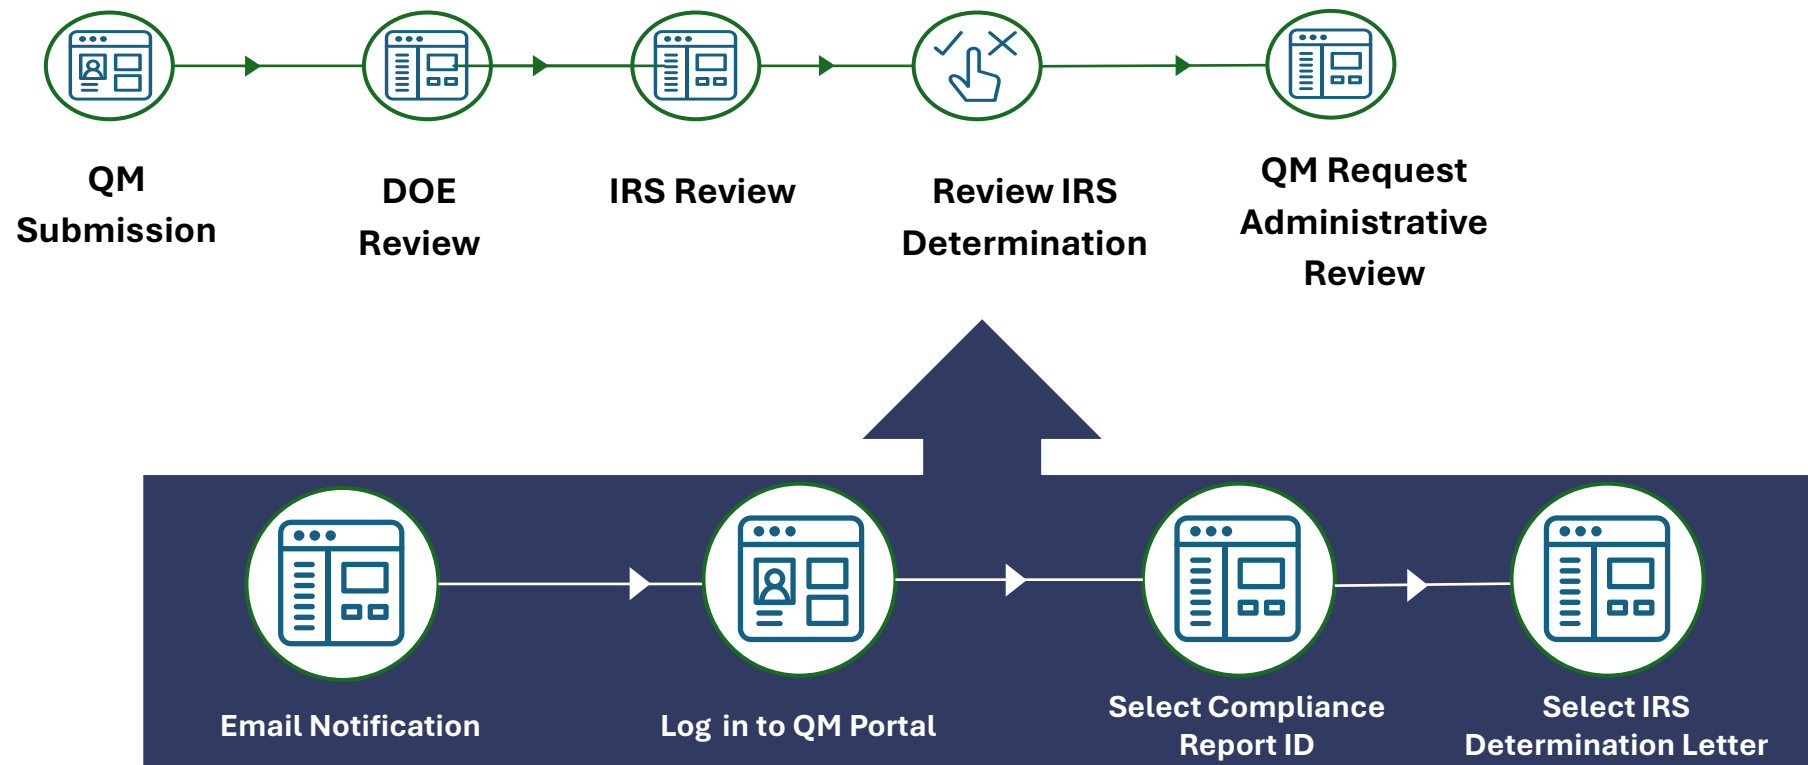 QM
Submission
DOE
Review
IRS Review
Review IRS
Determination
QM Request
Administrative
Review
Email Notification
Log in to QM Portal
Select Compliance
Report ID
Select IRS
Determination Letter